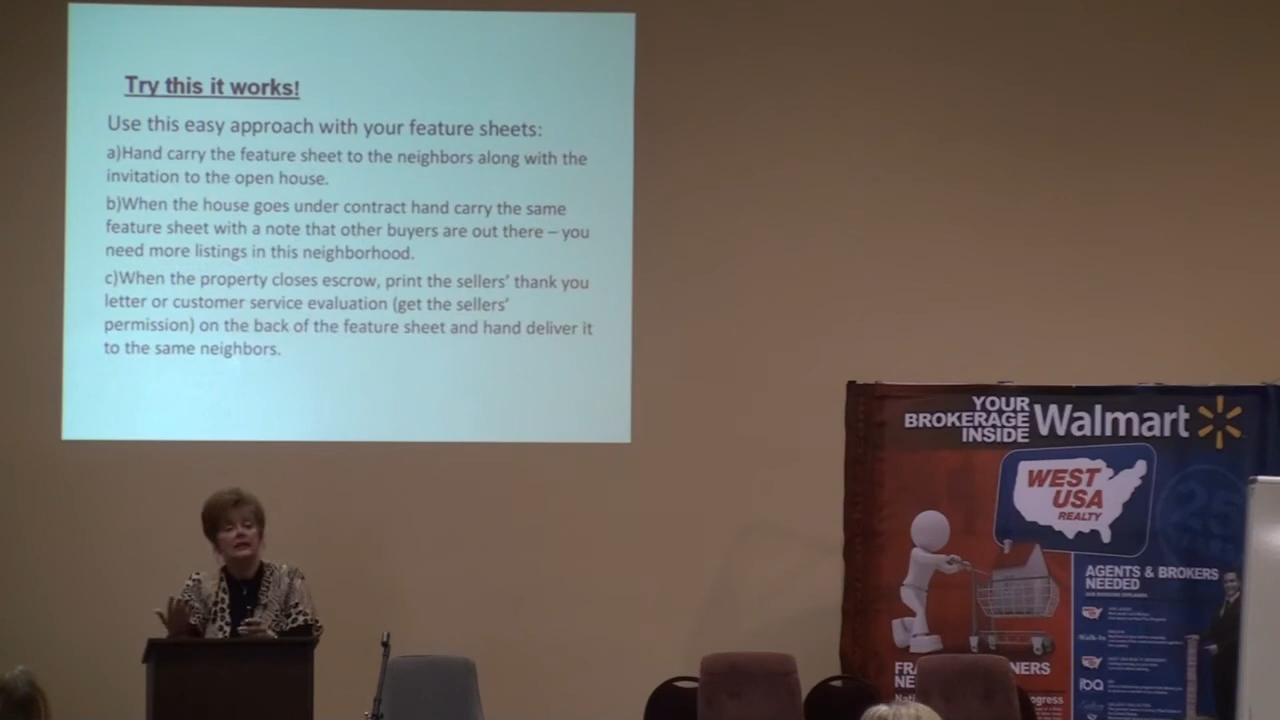 Try this it works!
Use this easy approach with your feature sheets:
a)Hand carry the feature sheet to the neighbors along with the
invitation to the open house.
b)When the house goes under contract hand carry the same
feature sheet with a note that other buyers are out there – you
need more listings in this neighborhood.
c)When the property closes escrow, print the sellers' thank you
letter or customer service evaluation (get the sellers'
permission) on the back of the feature sheet and hand deliver it
to the same neighbors.
YOUR
BROKERAGE
INSIDE
Walmart
WEST
USA
REALTY
25
AGENTS & BROKERS
NEEDED